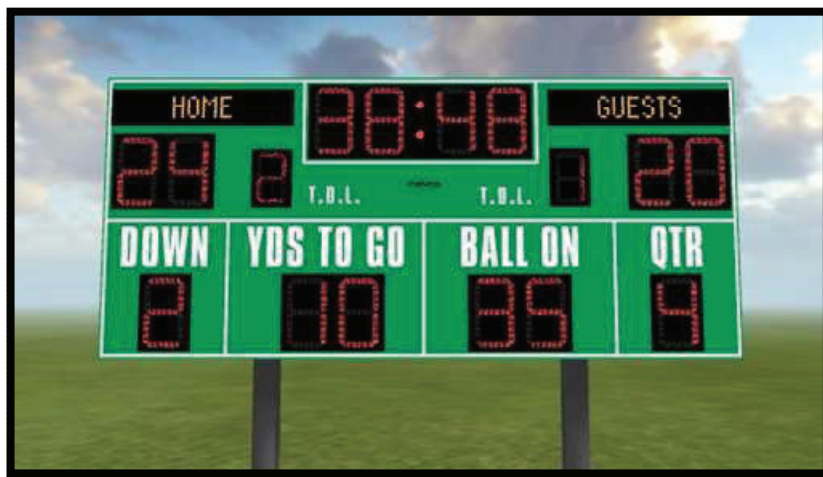 HOME 38:48 GUESTS
24 2 T.O.L. T.O.L. 1 20
DOWN YDS TO GO BALL ON QTR
2 10 35 4